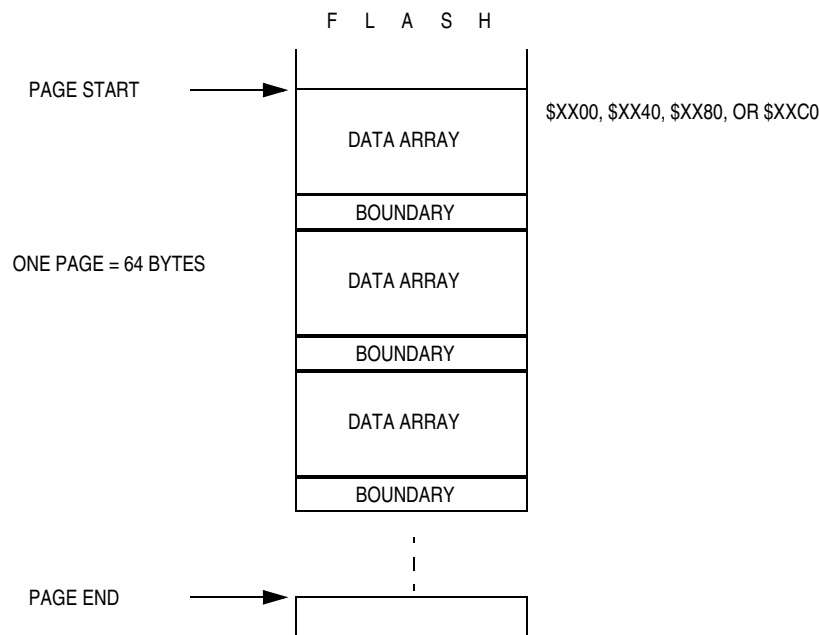 F L A S H
PAGE START
$XX00, $XX40, $XX80, OR $XXC0
DATA ARRAY
BOUNDARY
ONE PAGE = 64 BYTES
DATA ARRAY
BOUNDARY
DATA ARRAY
BOUNDARY
PAGE END